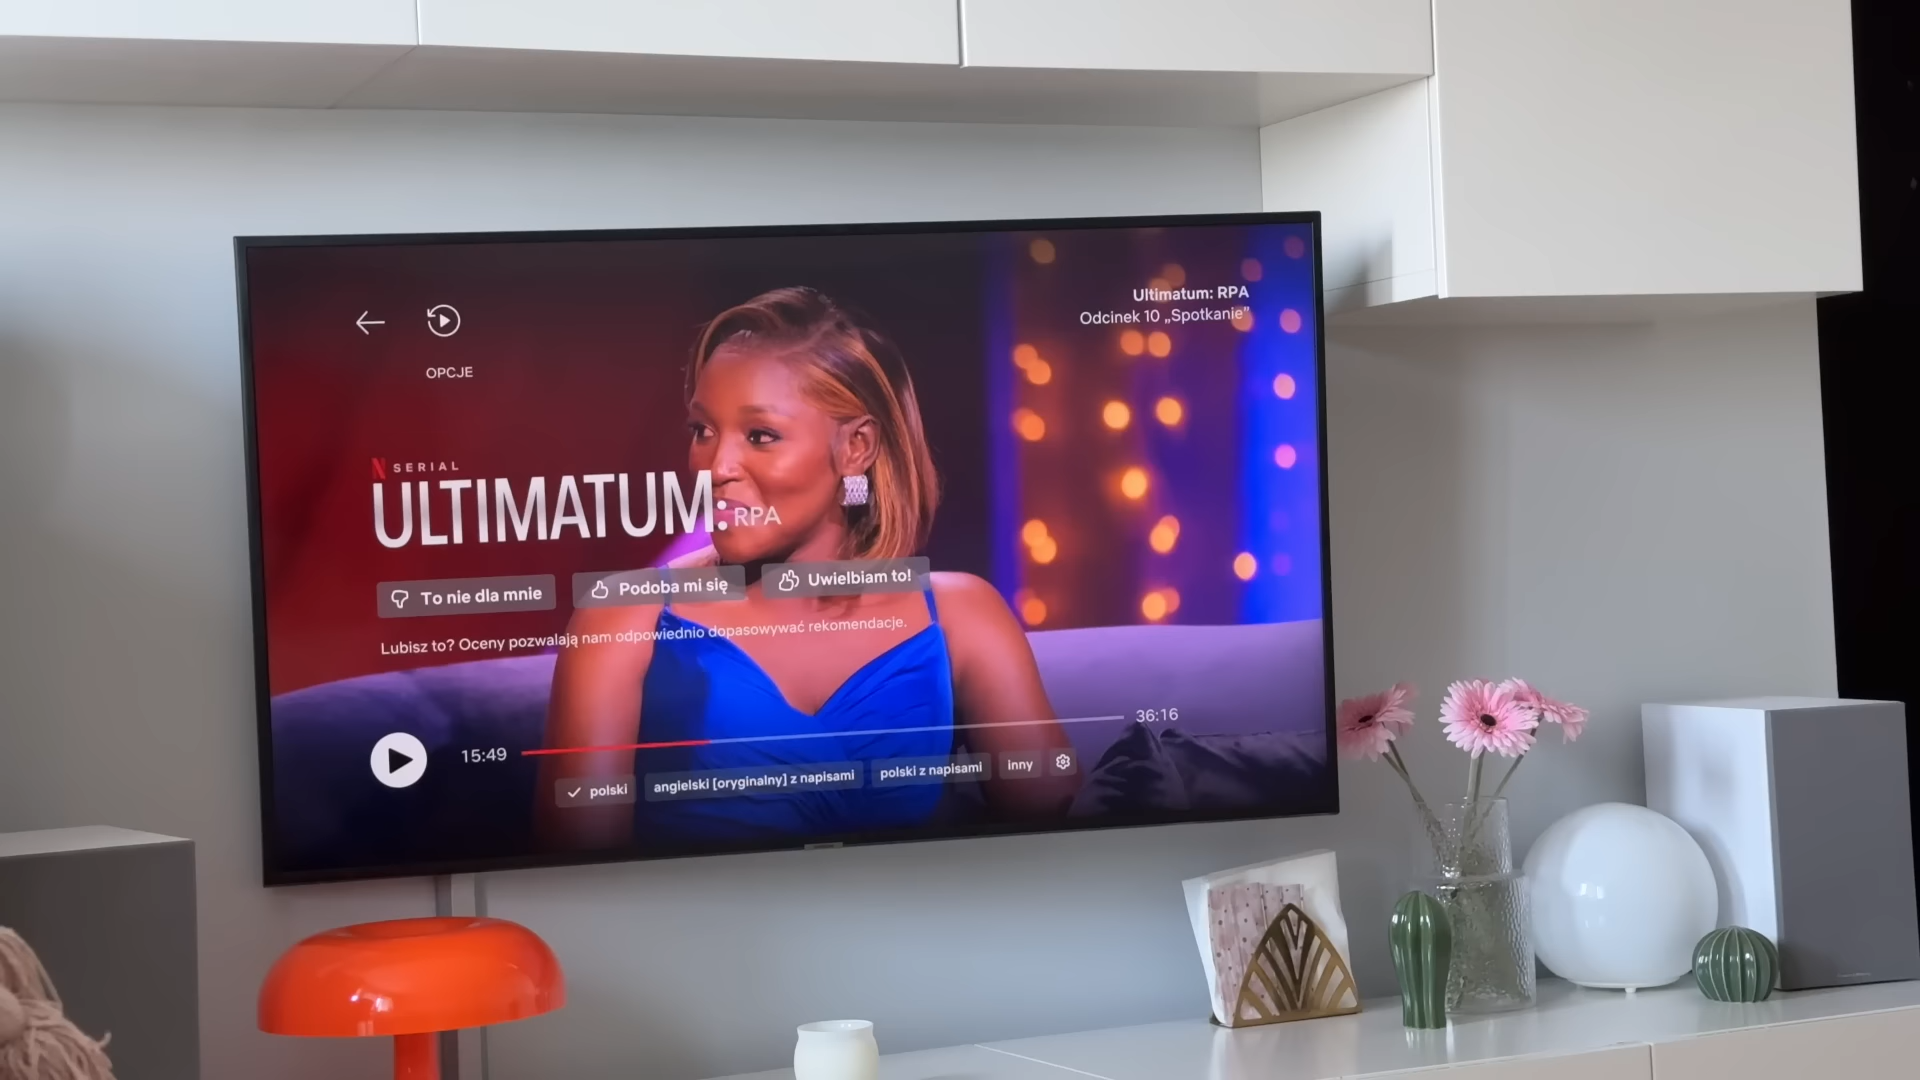 Ultimatum: RPA
Odcinek 10 „Spotkanie”
OPCJE
N SERIAL
ULTIMATUM: RPA
To nie dla mnie
Podoba mi się
Uwielbiam to!
Lubisz to? Oceny pozwalają nam odpowiednio dopasowywać rekomendacje.
15:49
36:16
polski
angielski [oryginalny] z napisami
polski z napisami
inny